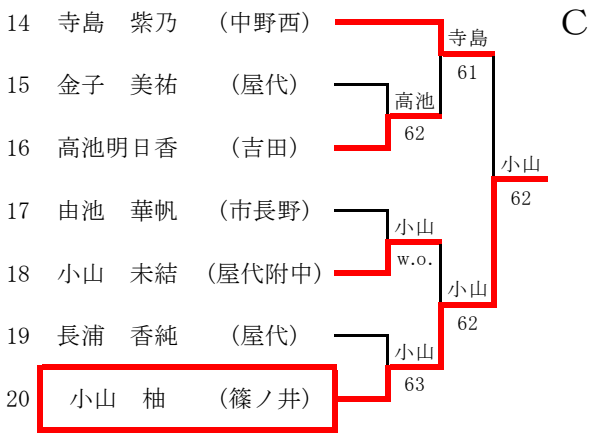 C
14 寺島 紫乃 (中野西)
寺島
61
15 金子 美祐 (屋代)
高池
62
16 高池明日香 (吉田)
小山
62
17 由池 華帆 (市長野)
小山
w.o.
18 小山 未結 (屋代附中)
小山
62
19 長浦 香純 (屋代)
小山
63
20 小山 柚 (篠ノ井)